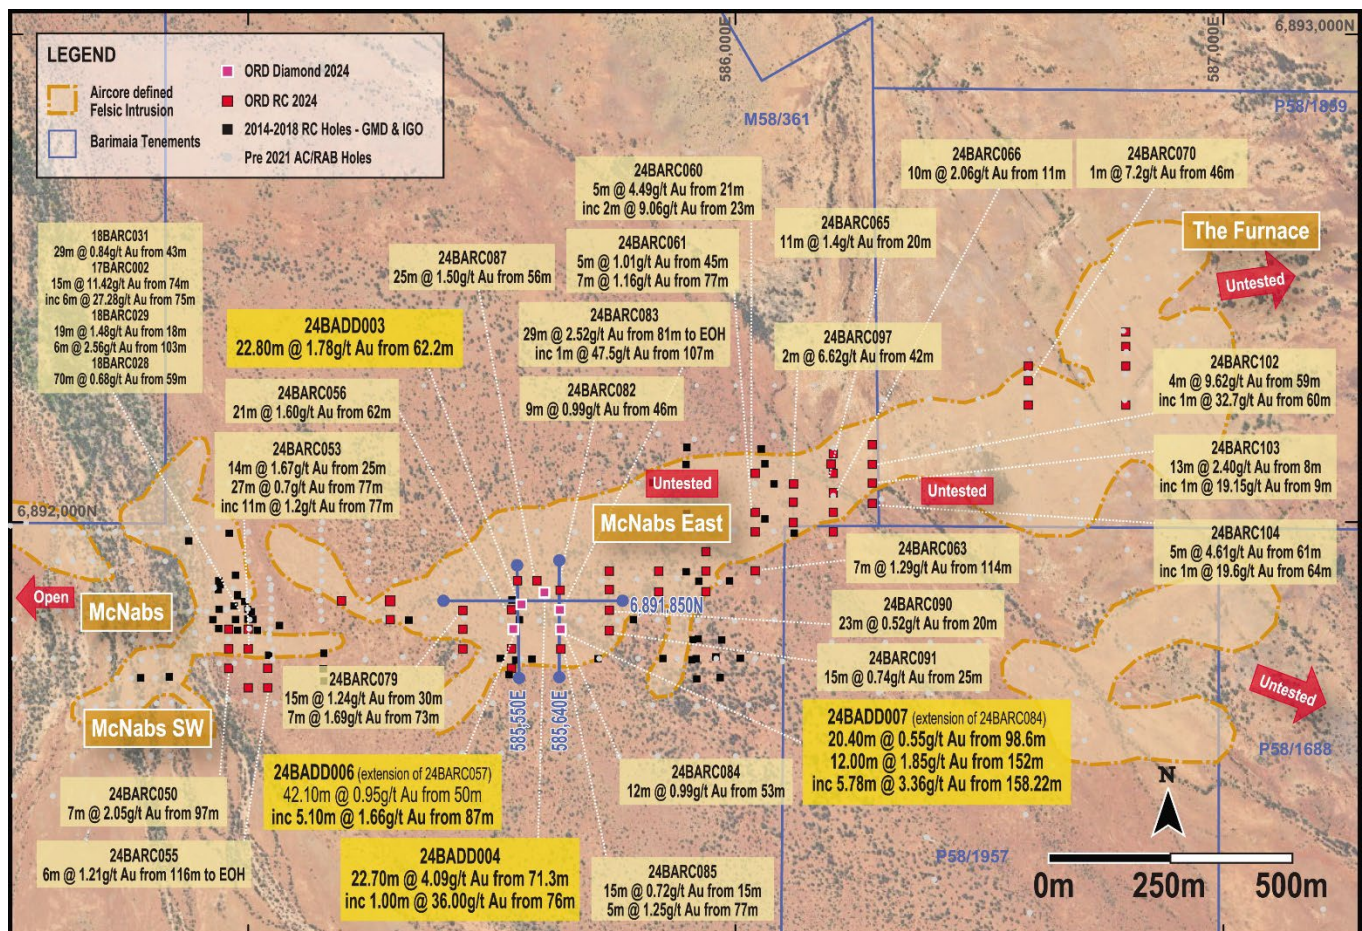 6,893,000N
586,000E
587,000E
LEGEND
Aircore defined
Felsic Intrusion
Barimaia Tenements
ORD Diamond 2024
ORD RC 2024
2014-2018 RC Holes - GMD & IGO
Pre 2021 AC/RAB Holes
M58/361
P58/1859
24BARC060
5m @ 4.49g/t Au from 21m
inc 2m @ 9.06g/t Au from 23m
24BARC066
10m @ 2.06g/t Au from 11m
24BARC070
1m @ 7.2g/t Au from 46m
18BARC031
29m @ 0.84g/t Au from 43m
17BARC002
15m @ 11.42g/t Au from 74m
inc 6m @ 27.28g/t Au from 75m
18BARC029
19m @ 1.48g/t Au from 18m
6m @ 2.56g/t Au from 103m
18BARC028
70m @ 0.68g/t Au from 59m
24BARC087
25m @ 1.50g/t Au from 56m
24BARC061
5m @ 1.01g/t Au from 45m
7m @ 1.16g/t Au from 77m
24BARC065
11m @ 1.4g/t Au from 20m
The Furnace
Untested
24BADD003
22.80m @ 1.78g/t Au from 62.2m
24BARC083
29m @ 2.52g/t Au from 81m to EOH
inc 1m @ 47.5g/t Au from 107m
24BARC097
2m @ 6.62g/t Au from 42m
24BARC102
4m @ 9.62g/t Au from 59m
inc 1m @ 32.7g/t Au from 60m
24BARC056
21m @ 1.60g/t Au from 62m
24BARC082
9m @ 0.99g/t Au from 46m
24BARC053
14m @ 1.67g/t Au from 25m
27m @ 0.7g/t Au from 77m
inc 11m @ 1.2g/t Au from 77m
24BARC103
13m @ 2.40g/t Au from 8m
inc 1m @ 19.15g/t Au from 9m
Untested
Untested
6,892,000N
McNabs East
24BARC104
5m @ 4.61g/t Au from 61m
inc 1m @ 19.6g/t Au from 64m
24BARC063
7m @ 1.29g/t Au from 114m
Open
McNabs
6,891,850N
24BARC090
23m @ 0.52g/t Au from 20m
24BARC091
15m @ 0.74g/t Au from 25m
24BARC079
15m @ 1.24g/t Au from 30m
7m @ 1.69g/t Au from 73m
585,550E
585,640E
Untested
McNabs SW
24BADD007 (extension of 24BARC084)
20.40m @ 0.55g/t Au from 98.6m
12.00m @ 1.85g/t Au from 152m
inc 5.78m @ 3.36g/t Au from 158.22m
P58/1688
24BADD006 (extension of 24BARC057)
42.10m @ 0.95g/t Au from 50m
inc 5.10m @ 1.66g/t Au from 87m
24BARC084
12m @ 0.99g/t Au from 53m
24BARC050
7m @ 2.05g/t Au from 97m
N
24BARC055
6m @ 1.21g/t Au from 116m to EOH
24BADD004
22.70m @ 4.09g/t Au from 71.3m
inc 1.00m @ 36.00g/t Au from 76m
24BARC085
15m @ 0.72g/t Au from 15m
5m @ 1.25g/t Au from 77m
P58/1957
0m 250m 500m